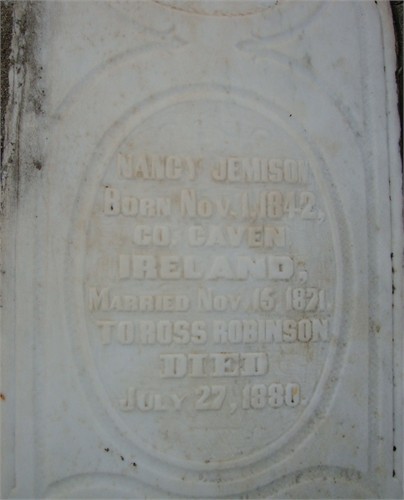 NANCY JEMISON
BORN NOV. 1, 1842,
CO. CAVEN
IRELAND,
MARRIED NOV. 15, 1871.
TO ROSS ROBINSON
DIED
JULY 27, 1880.